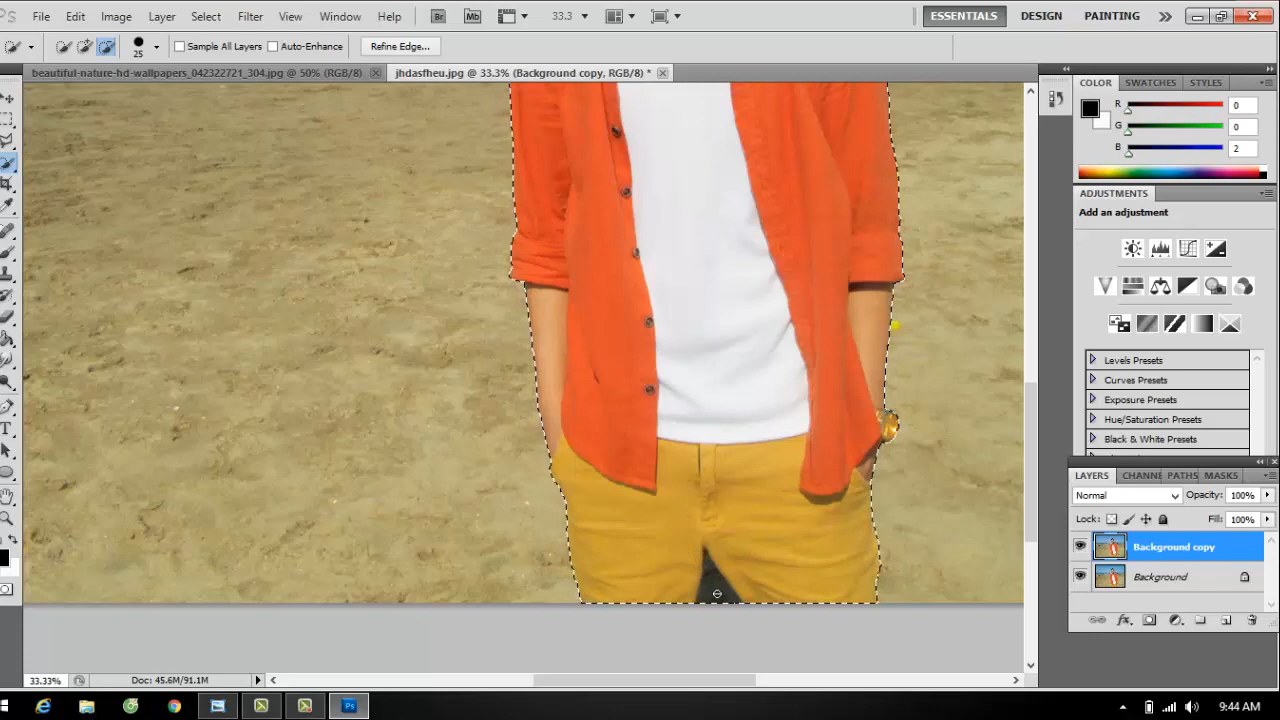 PS File Edit Image Layer Select Filter View Window Help Br Mb 33.3 ESSENTIALS DESIGN PAINTING
25 Sample All Layers Auto-Enhance Refine Edge...
beautiful-nature-hd-wallpapers_042322721_304.jpg @ 50% (RGB/8) jhdasfheu.jpg @ 33.3% (Background copy, RGB/8) *
COLOR SWATCHES STYLES
R 0
G 0
B 2
ADJUSTMENTS
Add an adjustment
Levels Presets
Curves Presets
Exposure Presets
Hue/Saturation Presets
Black & White Presets
LAYERS CHANNE PATHS MASKS
Normal Opacity: 100%
Lock: Fill: 100%
Background copy
Background
fx
33.33% Doc: 45.6M/91.1M
Ps 9:44 AM